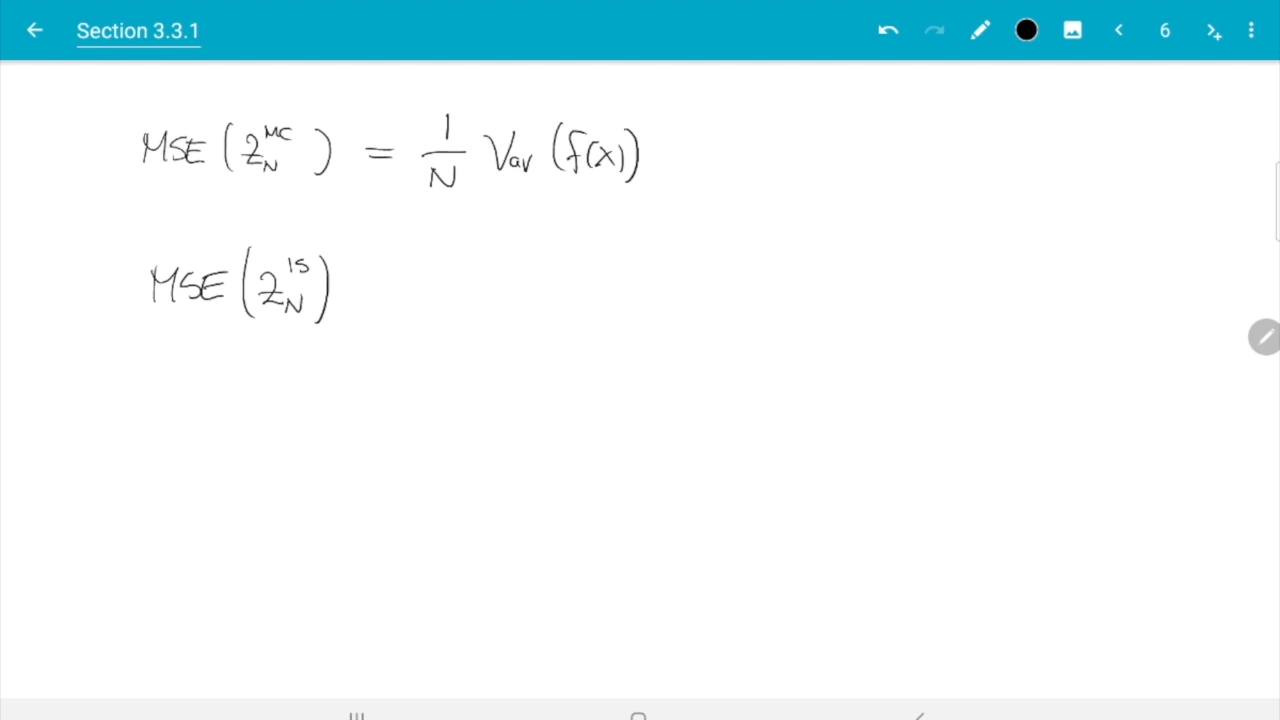 Section 3.3.1
6
MSE (Z_N^MC) = 1/N Var (f(X))
MSE (Z_N^IS)